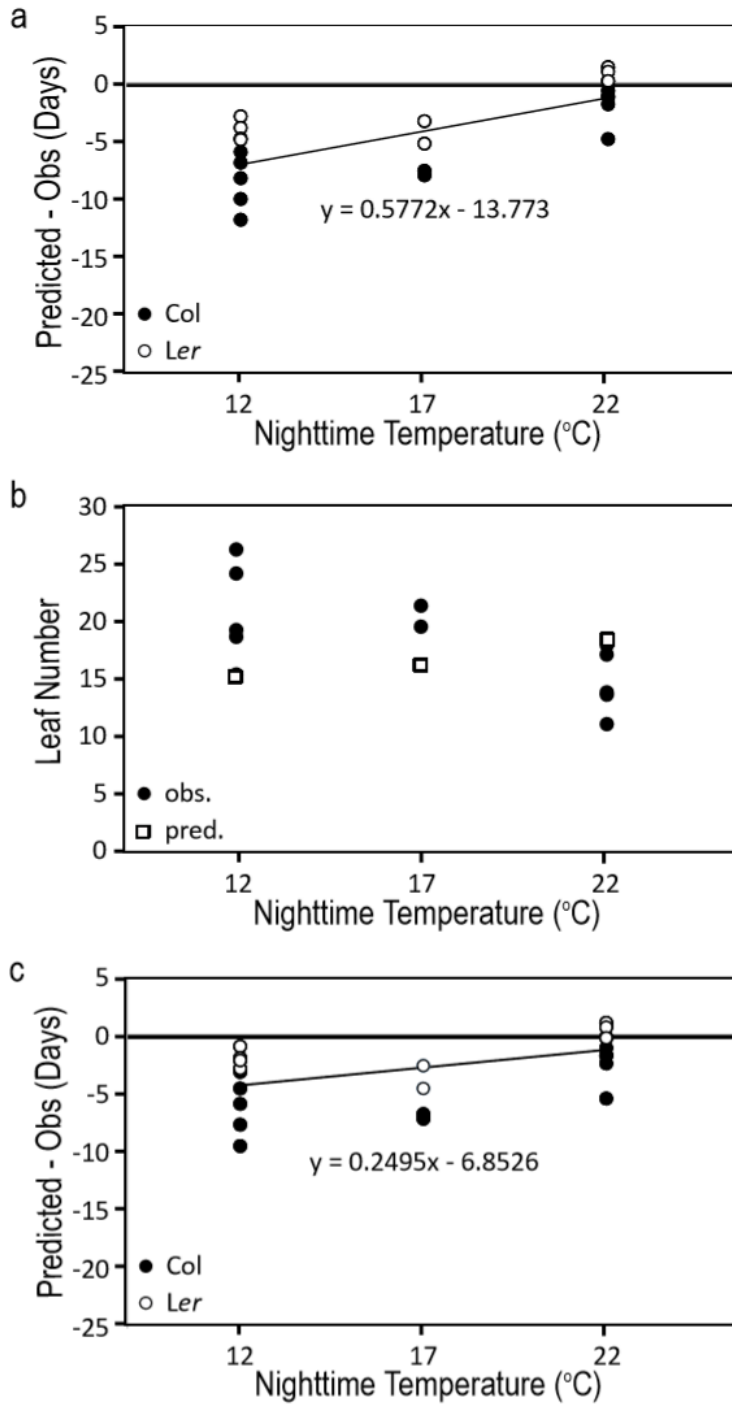 a
Predicted - Obs (Days)
5
0
-5
-10
-15
-20
-25
y = 0.5772x - 13.773
Col
Ler
12 17 22
Nighttime Temperature (°C)
b
Leaf Number
30
25
20
15
10
5
0
obs.
pred.
12 17 22
Nighttime Temperature (°C)
c
Predicted - Obs (Days)
5
0
-5
-10
-15
-20
-25
y = 0.2495x - 6.8526
Col
Ler
12 17 22
Nighttime Temperature (°C)